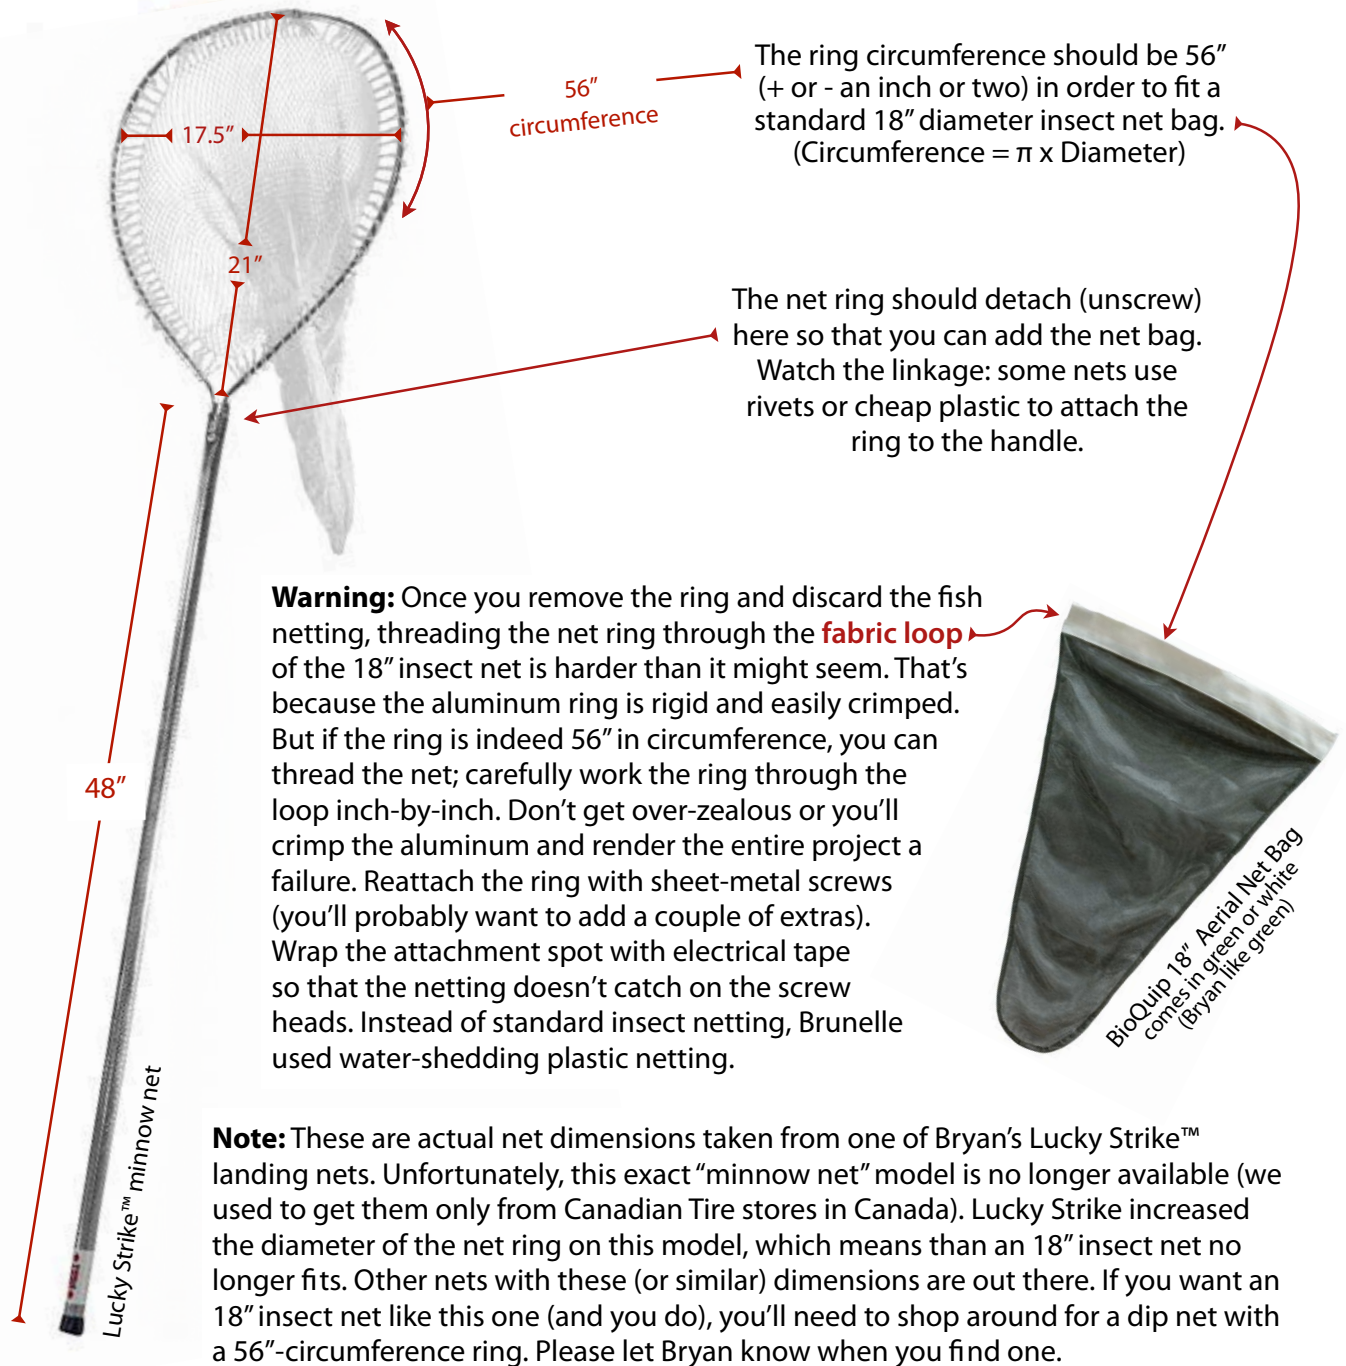 The ring circumference should be 56″
(+ or - an inch or two) in order to fit a
standard 18″ diameter insect net bag.
(Circumference = π x Diameter)
56″
circumference
17.5″
21″
The net ring should detach (unscrew)
here so that you can add the net bag.
Watch the linkage: some nets use
rivets or cheap plastic to attach the
ring to the handle.
48″
Warning: Once you remove the ring and discard the fish
netting, threading the net ring through the fabric loop
of the 18″ insect net is harder than it might seem. That’s
because the aluminum ring is rigid and easily crimped.
But if the ring is indeed 56″ in circumference, you can
thread the net; carefully work the ring through the
loop inch-by-inch. Don’t get over-zealous or you’ll
crimp the aluminum and render the entire project a
failure. Reattach the ring with sheet-metal screws
(you’ll probably want to add a couple of extras).
Wrap the attachment spot with electrical tape
so that the netting doesn’t catch on the screw
heads. Instead of standard insect netting, Brunelle
used water-shedding plastic netting.
BioQuip 18″ Aerial Net Bag
comes in green or white
(Bryan like green)
Lucky Strike™ minnow net
Note: These are actual net dimensions taken from one of Bryan’s Lucky Strike™
landing nets. Unfortunately, this exact “minnow net” model is no longer available (we
used to get them only from Canadian Tire stores in Canada). Lucky Strike increased
the diameter of the net ring on this model, which means than an 18″ insect net no
longer fits. Other nets with these (or similar) dimensions are out there. If you want an
18″ insect net like this one (and you do), you’ll need to shop around for a dip net with
a 56″-circumference ring. Please let Bryan know when you find one.